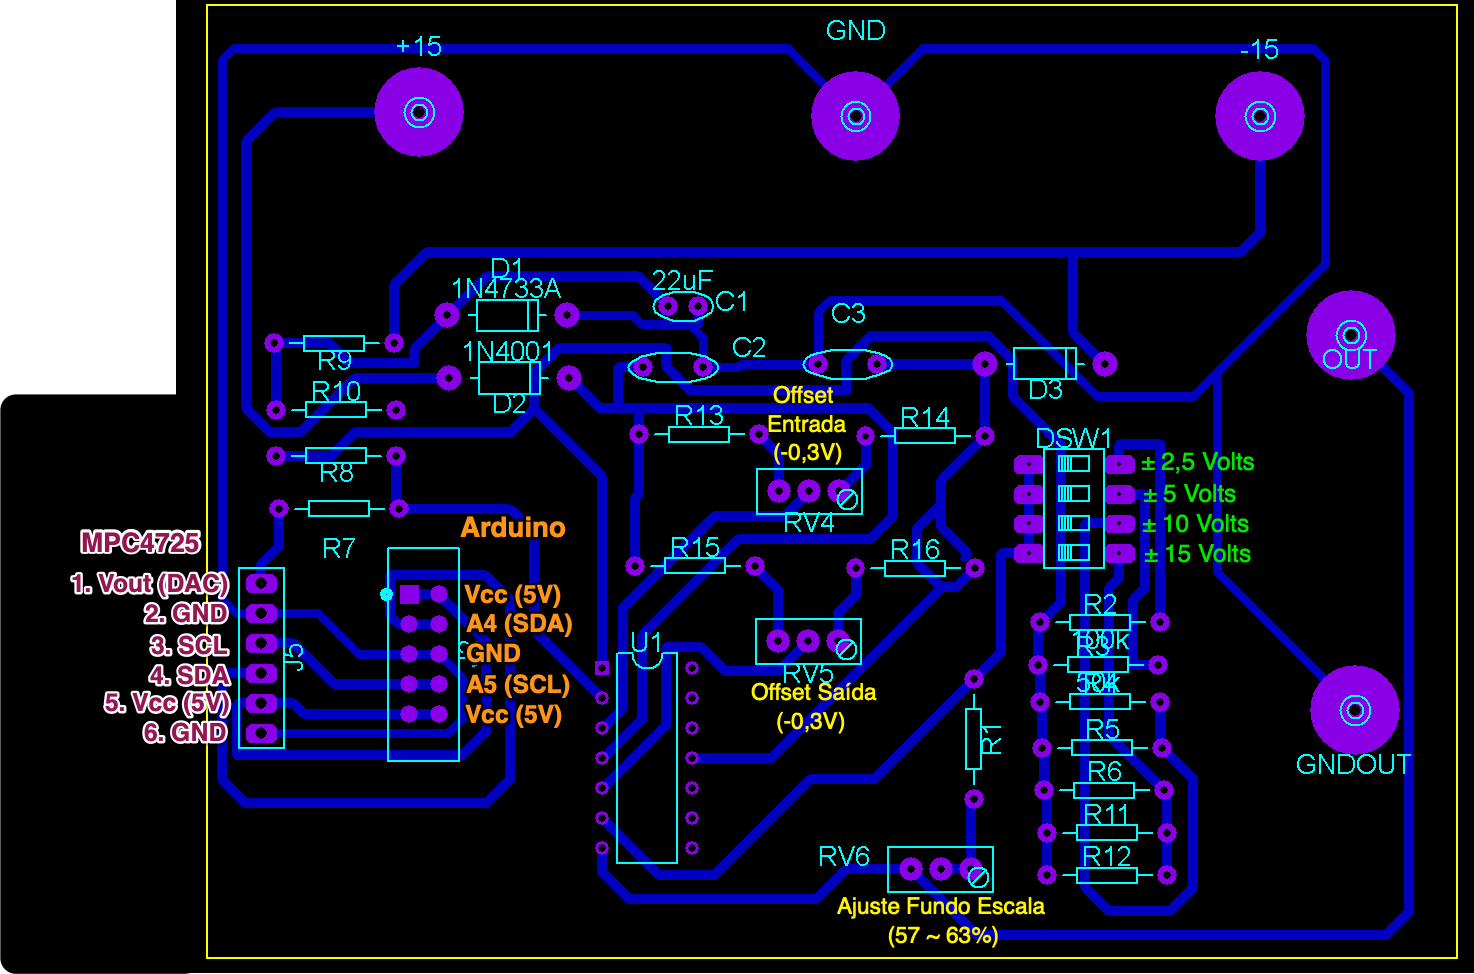 GND
+15
-15
D1
1N4733A
22uF
C1
C3
R9
1N4001
C2
OUT
R10
D2
D3
Offset
Entrada
(-0,3V)
R13
R14
DSW1
± 2,5 Volts
± 5 Volts
± 10 Volts
± 15 Volts
R8
RV4
R7
Arduino
MPC4725
R15
R16
1. Vout (DAC)
2. GND
3. SCL
4. SDA
5. Vcc (5V)
6. GND
J5
Vcc (5V)
A4 (SDA)
GND
A5 (SCL)
Vcc (5V)
U1
RV5
Offset Saída
(-0,3V)
R2
R3
R5
R6
R11
R12
R1
GNDOUT
RV6
Ajuste Fundo Escala
(57 ~ 63%)